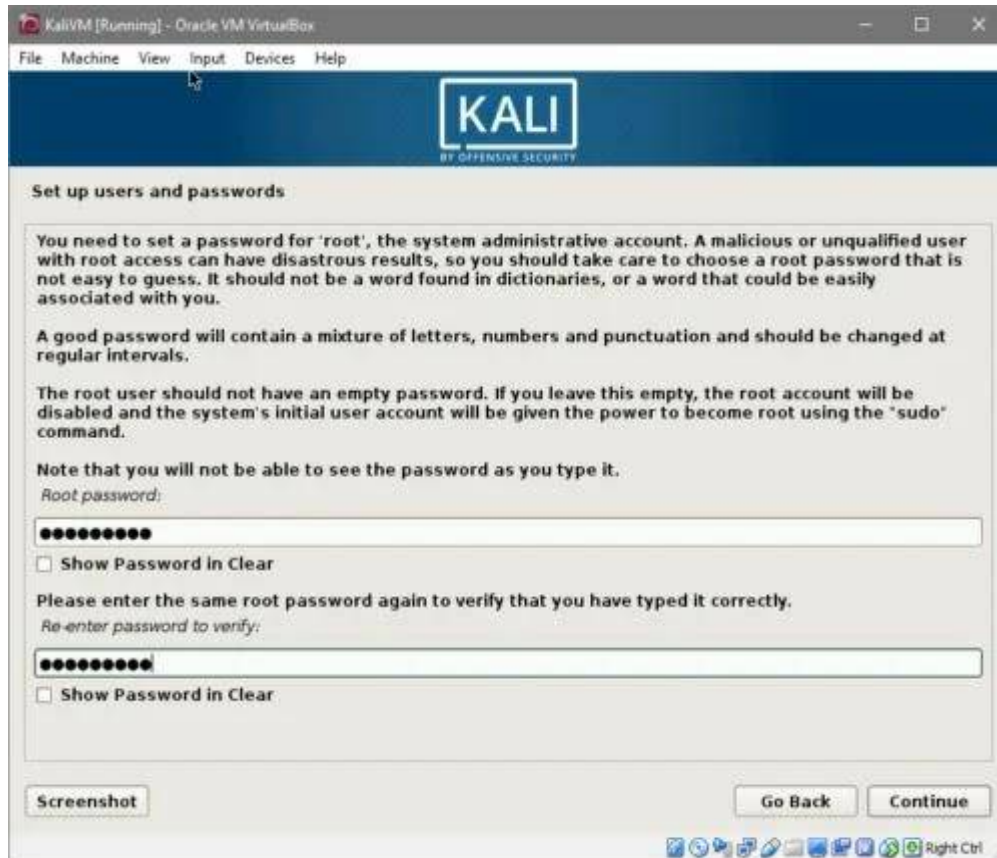 KaliVM [Running] - Oracle VM VirtualBox
File Machine View Input Devices Help
KALI
BY OFFENSIVE SECURITY
Set up users and passwords
You need to set a password for 'root', the system administrative account. A malicious or unqualified user
with root access can have disastrous results, so you should take care to choose a root password that is
not easy to guess. It should not be a word found in dictionaries, or a word that could be easily
associated with you.
A good password will contain a mixture of letters, numbers and punctuation and should be changed at
regular intervals.
The root user should not have an empty password. If you leave this empty, the root account will be
disabled and the system's initial user account will be given the power to become root using the "sudo"
command.
Note that you will not be able to see the password as you type it.
Root password:
●●●●●●●●●
Show Password in Clear
Please enter the same root password again to verify that you have typed it correctly.
Re-enter password to verify:
●●●●●●●●●
Show Password in Clear
Screenshot
Go Back
Continue
Right Ctrl